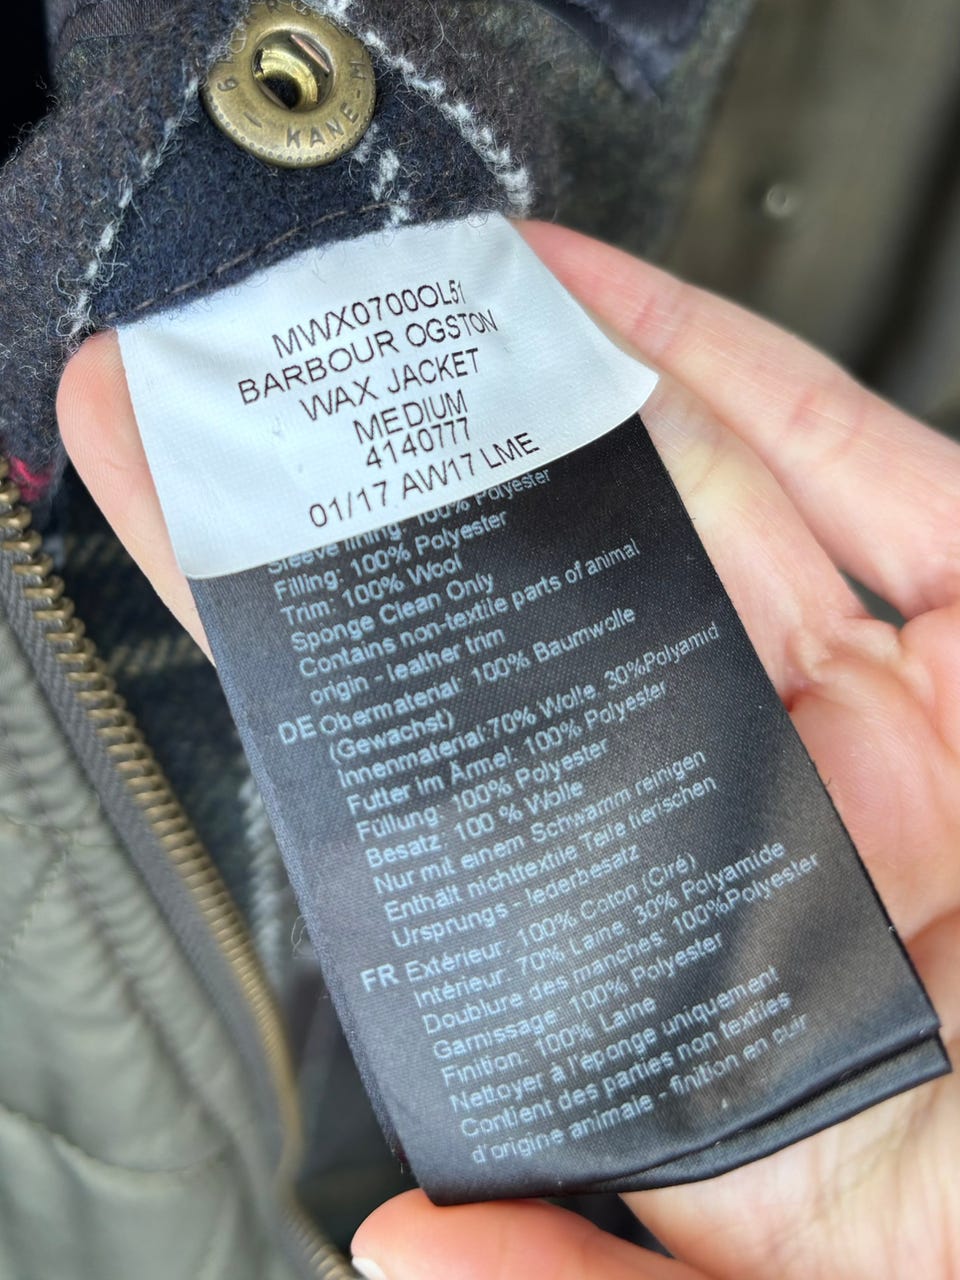 KANE-M
MWX0700OL51
BARBOUR OGSTON
WAX JACKET
MEDIUM
4140777
01/17 AW17 LME
Sleeve lining: 100% Polyester
Filling: 100% Polyester
Trim: 100% Wool
Sponge Clean Only
Contains non-textile parts of animal
origin - leather trim
DE Obermaterial: 100% Baumwolle
(Gewachst)
Innenmaterial:70% Wolle, 30%Polyamid
Futter im Ärmel: 100% Polyester
Füllung: 100% Polyester
Besatz: 100 % Wolle
Nur mit einem Schwamm reinigen
Enthält nichttextile Teile tierischen
Ursprungs - lederbesatz
FR Extérieur: 100% Coton (Ciré)
Intérieur: 70% Laine, 30% Polyamide
Doublure des manches: 100%Polyester
Garnissage: 100% Polyester
Finition: 100% Laine
Nettoyer à l'éponge uniquement
Contient des parties non textiles
d'origine animale - finition en cuir